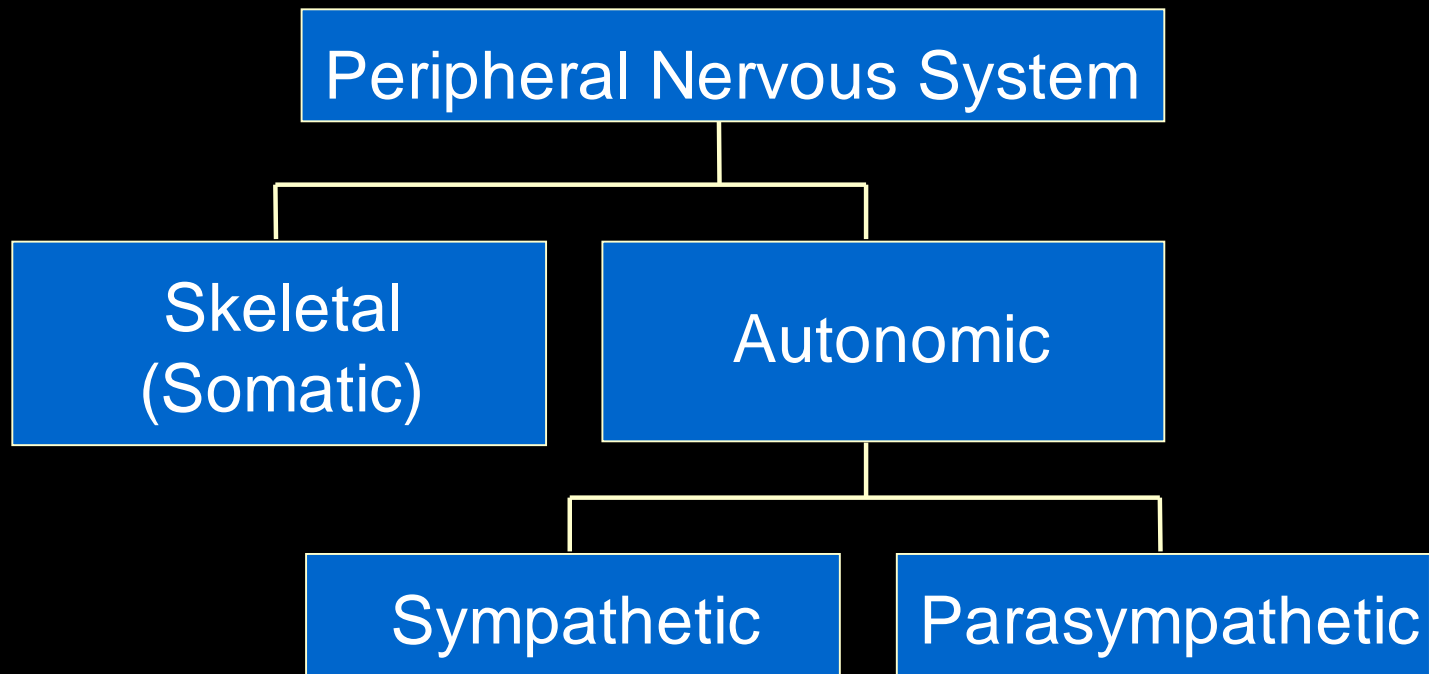 Peripheral Nervous System
Skeletal
(Somatic)
Autonomic
Sympathetic
Parasympathetic